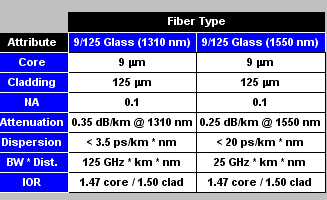 Fiber Type
Attribute 9/125 Glass (1310 nm) 9/125 Glass (1550 nm)
Core 9 µm 9 µm
Cladding 125 µm 125 µm
NA 0.1 0.1
Attenuation 0.35 dB/km @ 1310 nm 0.25 dB/km @ 1550 nm
Dispersion < 3.5 ps/km * nm < 20 ps/km * nm
BW * Dist. 125 GHz * km * nm 25 GHz * km * nm
IOR 1.47 core / 1.50 clad 1.47 core / 1.50 clad